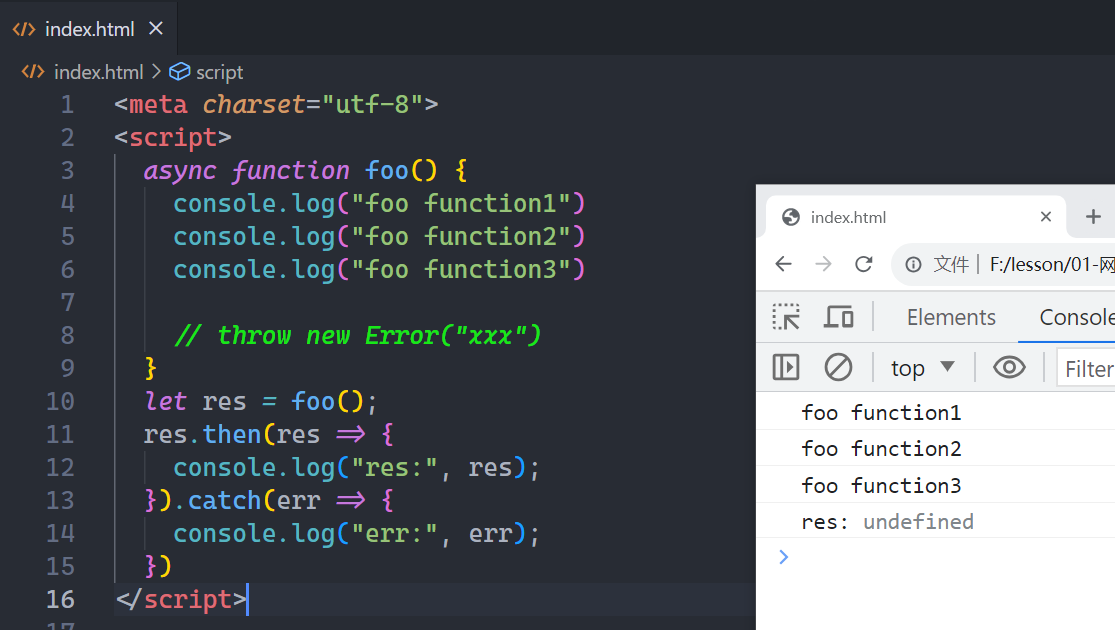 index.html
index.html > script
1 <meta charset="utf-8">
2 <script>
3 async function foo() {
4 console.log("foo function1")
5 console.log("foo function2")
6 console.log("foo function3")
7
8 // throw new Error("xxx")
9 }
10 let res = foo();
11 res.then(res => {
12 console.log("res:", res);
13 }).catch(err => {
14 console.log("err:", err);
15 })
16 </script>
17
index.html
文件 F:/lesson/01-网
Elements Console
top Filter
foo function1
foo function2
foo function3
res: undefined